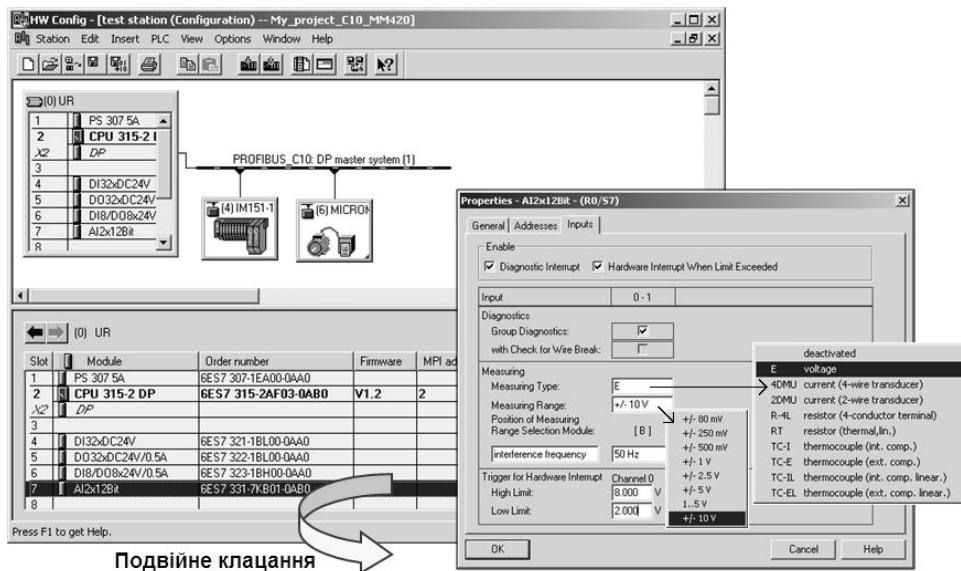 HW Config - [test station (Configuration) -- My_project_C10_MM420]
Station Edit Insert PLC View Options Window Help
(0) UR
1 PS 307 5A
2 CPU 315-2
X2 DP
3
4 DI32xDC24V
5 DO32xDC24V
6 DI8/DO8x24V
7 AI2x12Bit
8
PROFIBUS_C10: DP master system (1)
(4) IM151-1
(6) MICROM
(0) UR
Slot Module Order number Firmware MPI ad
1 PS 307 5A 6ES7 307-1EA00-0AA0
2 CPU 315-2 DP 6ES7 315-2AF03-0AB0 V1.2 2
X2 DP
3
4 DI32xDC24V 6ES7 321-1BL00-0AA0
5 DO32xDC24V/0.5A 6ES7 322-1BL00-0AA0
6 DI8/DO8x24V/0.5A 6ES7 323-1BH00-0AA0
7 AI2x12Bit 6ES7 331-7KB01-0AB0
8
Press F1 to get Help.
Подвійне клацання
Properties - AI2x12Bit - (R0/S7)
General Addresses Inputs
Enable
Diagnostic Interrupt Hardware Interrupt When Limit Exceeded
Input 0 - 1
Diagnostics
Group Diagnostics:
with Check for Wire Break:
Measuring
Measuring Type: E
Measuring Range: +/- 10 V
Position of Measuring
Range Selection Module: [ B ]
interference frequency 50 Hz
Trigger for Hardware Interrupt Channel 0
High Limit: 8.000 V
Low Limit: 2.000 V
OK Cancel Help
+/- 80 mV
+/- 250 mV
+/- 500 mV
+/- 1 V
+/- 2.5 V
+/- 5 V
1..5 V
+/- 10 V
deactivated
E voltage
4DMU current (4-wire transducer)
2DMU current (2-wire transducer)
R-4L resistor (4-conductor terminal)
RT resistor (thermal,lin.)
TC-I thermocouple (int. comp.)
TC-E thermocouple (ext. comp.)
TC-IL thermocouple (int. comp. linear.)
TC-EL thermocouple (ext. comp. linear.)